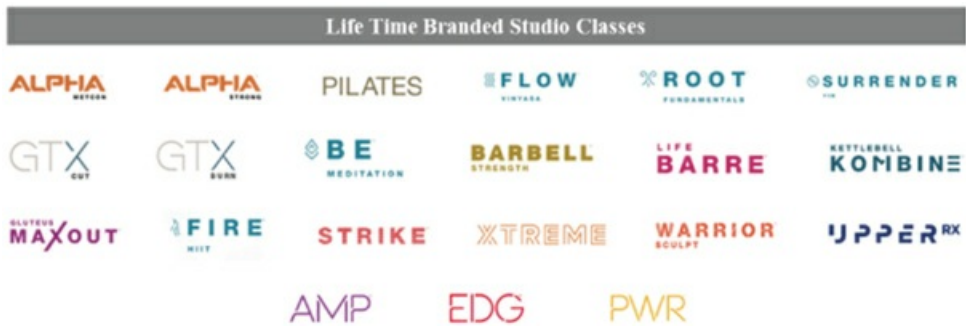 Life Time Branded Studio Classes
ALPHA
METCON
ALPHA
STRONG
PILATES
FLOW
VINYASA
ROOT
FUNDAMENTALS
SURRENDER
YIN
GTX
CUT
GTX
BURN
BE
MEDITATION
BARBELL
STRENGTH
LIFE
BARRE
KETTLEBELL
KOMBINE
GLUTEUS
MAXOUT
FIRE
HIIT
STRIKE
XTREME
WARRIOR
SCULPT
UPPER RX
AMP
EDG
PWR